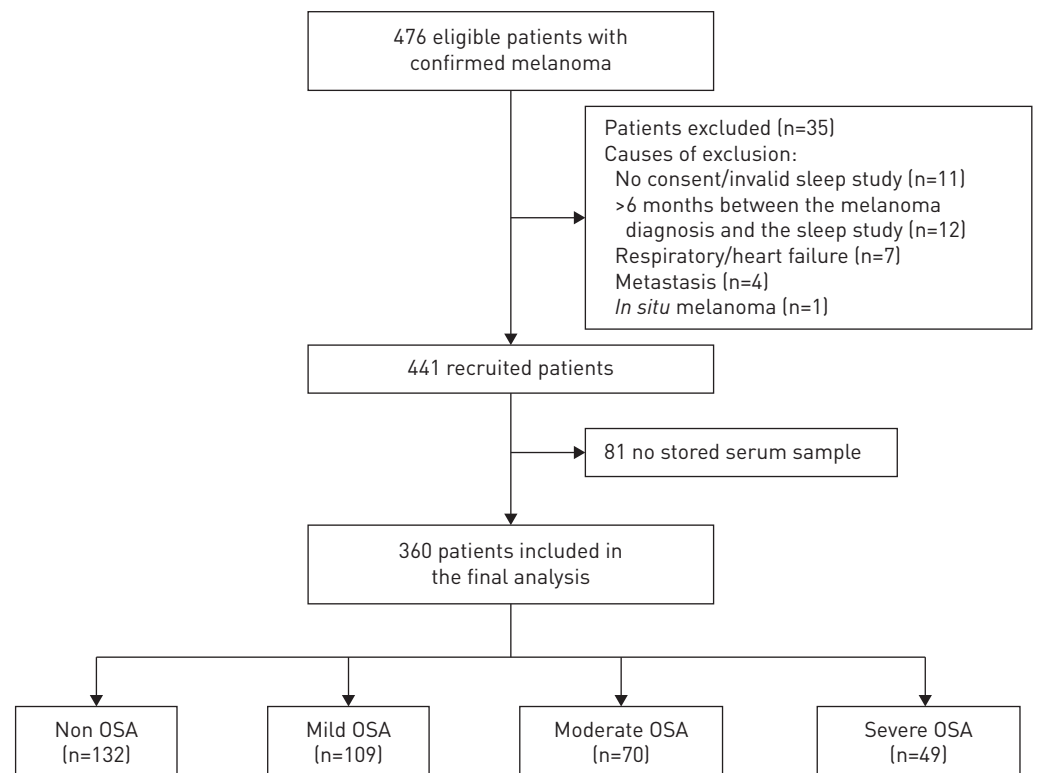 476 eligible patients with
confirmed melanoma
Patients excluded (n=35)
Causes of exclusion:
No consent/invalid sleep study (n=11)
>6 months between the melanoma
diagnosis and the sleep study (n=12)
Respiratory/heart failure (n=7)
Metastasis (n=4)
In situ melanoma (n=1)
441 recruited patients
81 no stored serum sample
360 patients included in
the final analysis
Non OSA
(n=132)
Mild OSA
(n=109)
Moderate OSA
(n=70)
Severe OSA
(n=49)